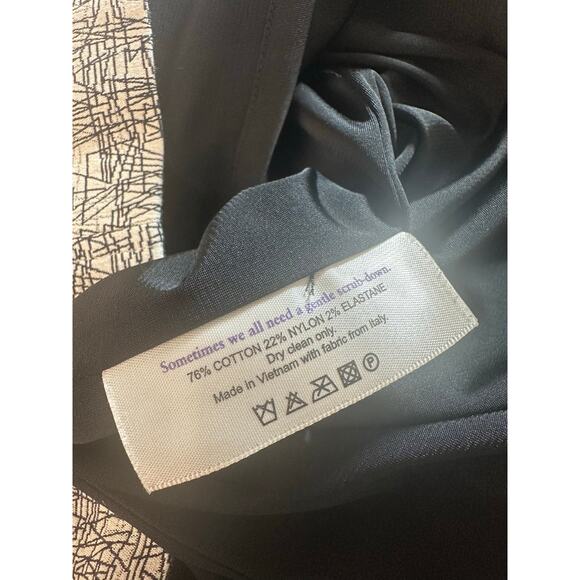 Sometimes we all need a gentle scrub-down.
76% COTTON 22% NYLON 2% ELASTANE
Dry clean only.
Made in Vietnam with fabric from Italy.
P